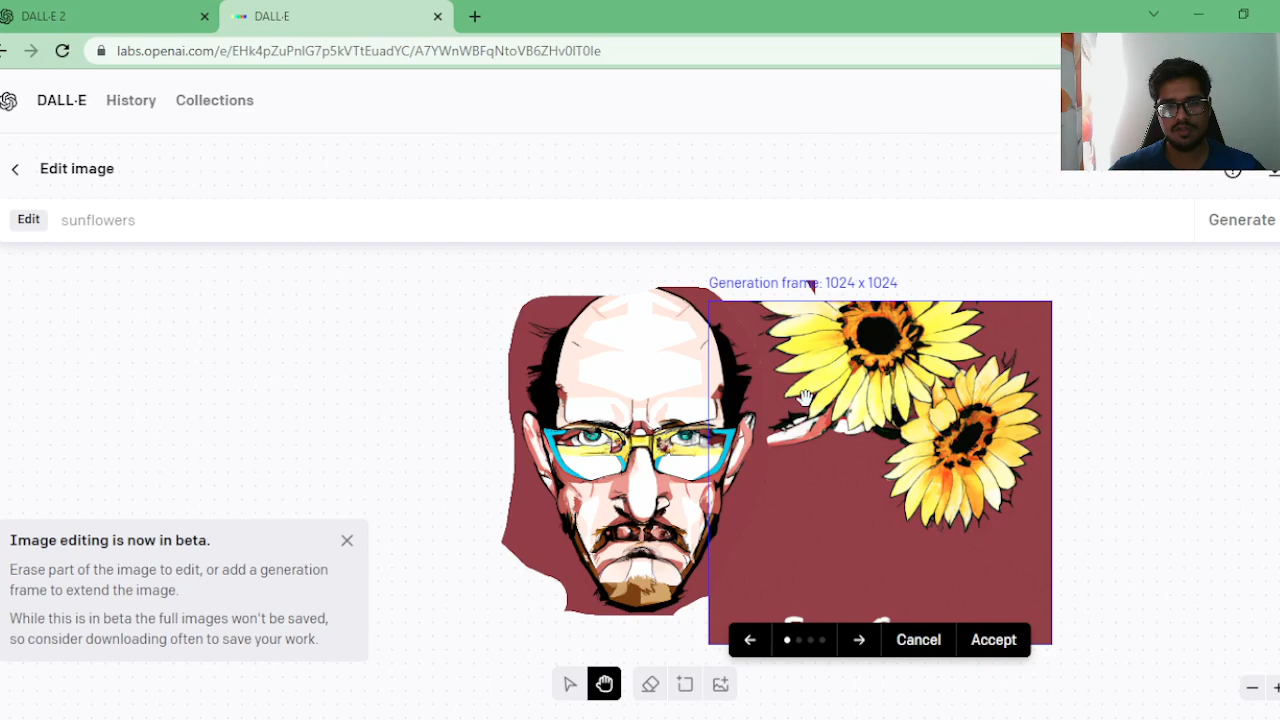 DALL·E 2
DALL·E
labs.openai.com/e/EHk4pZuPnlG7p5kVTtEuadYC/A7YWnWBFqNtoVB6ZHv0lT0Ie
DALL·E History Collections
Edit image
Edit sunflowers Generate
Generation frame: 1024 x 1024
Image editing is now in beta.
Erase part of the image to edit, or add a generation
frame to extend the image.
While this is in beta the full images won't be saved,
so consider downloading often to save your work.
Cancel Accept